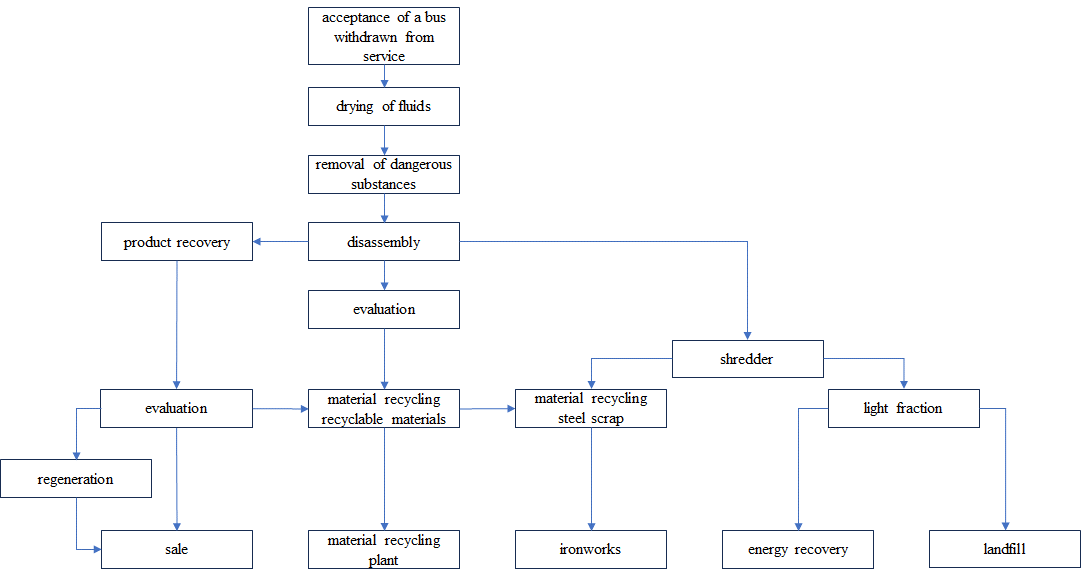 acceptance of a bus
withdrawn from
service
drying of fluids
removal of dangerous
substances
product recovery
disassembly
evaluation
shredder
evaluation
material recycling
recyclable materials
material recycling
steel scrap
light fraction
regeneration
sale
material recycling
plant
ironworks
energy recovery
landfill